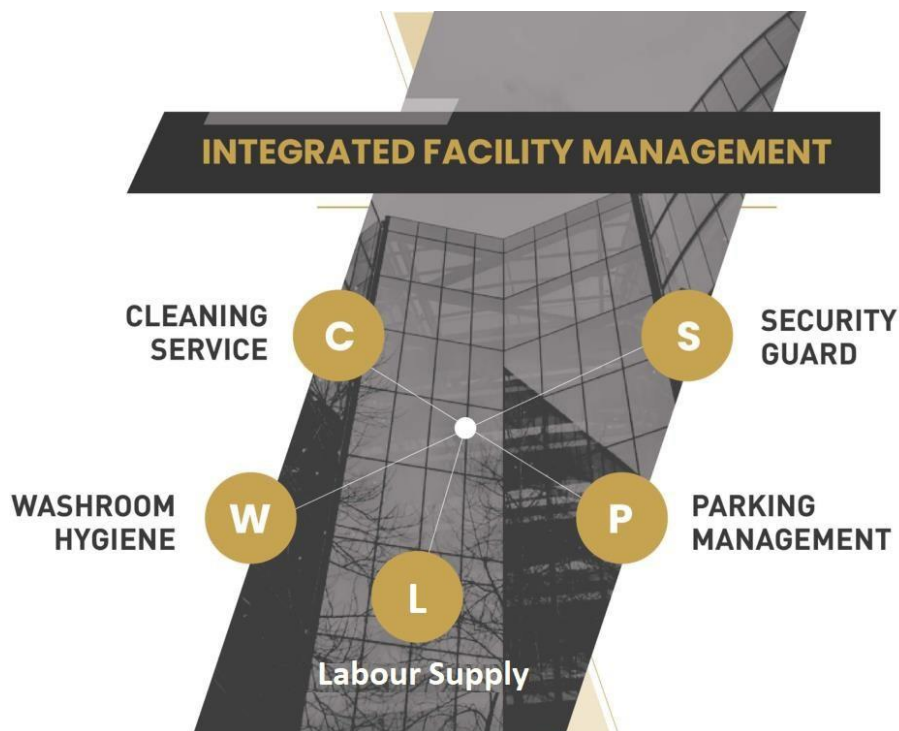 INTEGRATED FACILITY MANAGEMENT
CLEANING
SERVICE
C
S
SECURITY
GUARD
WASHROOM
HYGIENE
W
P
PARKING
MANAGEMENT
L
Labour Supply